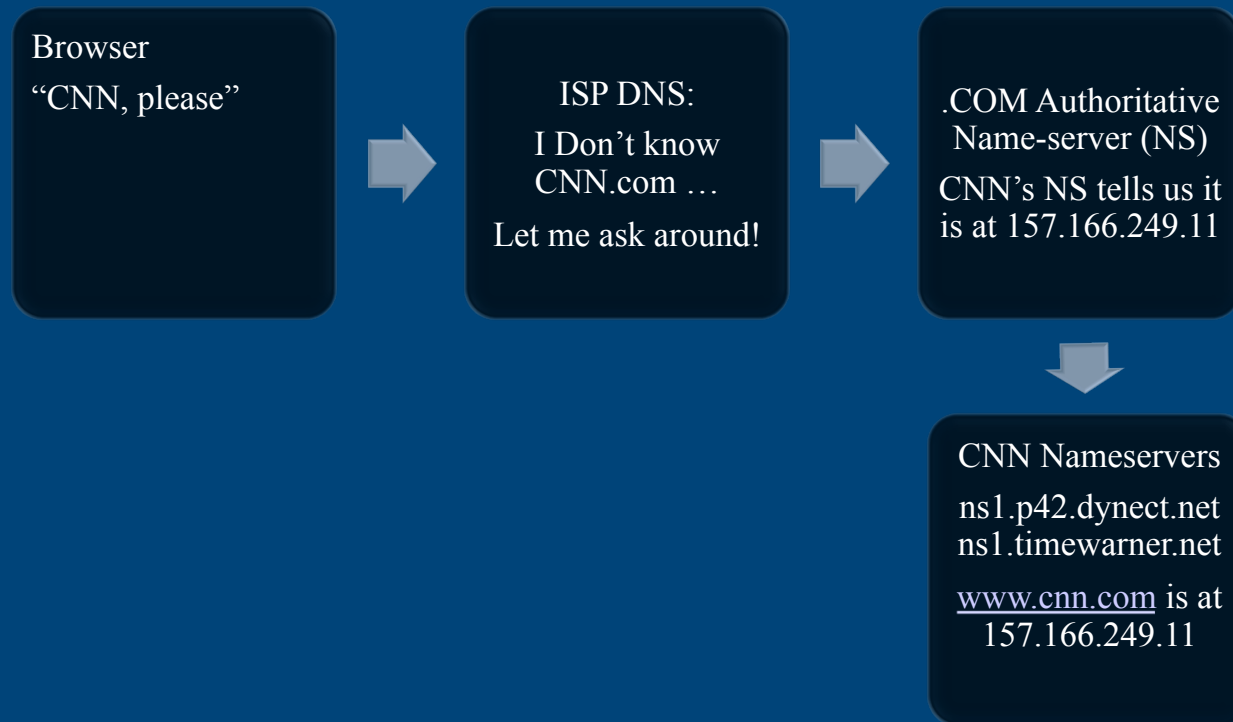 Browser
“CNN, please”
ISP DNS:
I Don’t know
CNN.com …
Let me ask around!
.COM Authoritative
Name-server (NS)
CNN’s NS tells us it
is at 157.166.249.11
CNN Nameservers
ns1.p42.dynect.net
ns1.timewarner.net
www.cnn.com is at
157.166.249.11